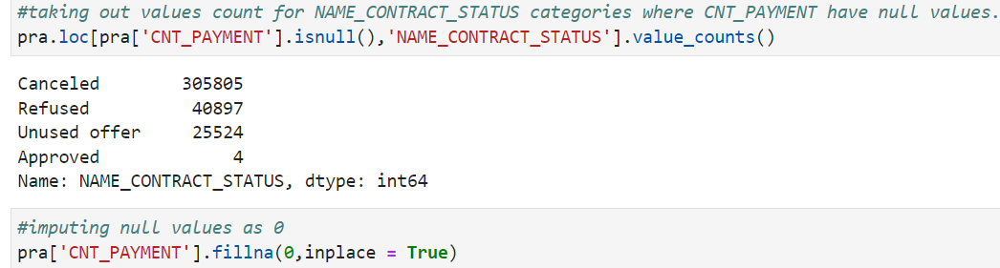 #taking out values count for NAME_CONTRACT_STATUS categories where CNT_PAYMENT have null values.
pra.loc[pra['CNT_PAYMENT'].isnull(),'NAME_CONTRACT_STATUS'].value_counts()
Canceled 305805
Refused 40897
Unused offer 25524
Approved 4
Name: NAME_CONTRACT_STATUS, dtype: int64
#imputing null values as 0
pra['CNT_PAYMENT'].fillna(0,inplace = True)